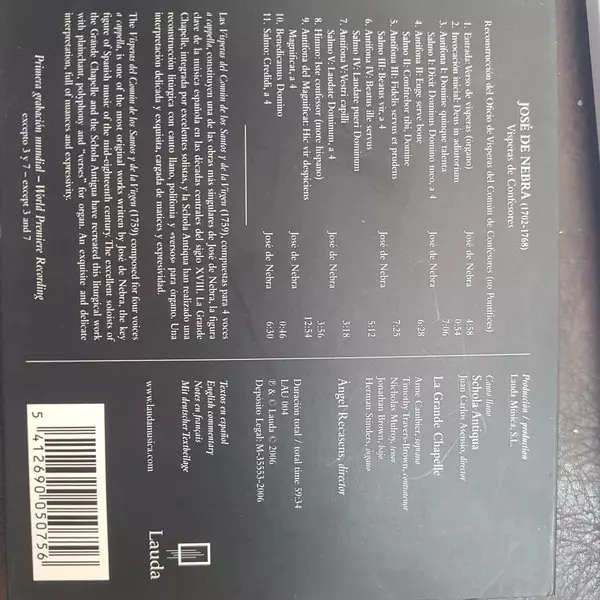 JOSÉ DE NEBRA (1702-1768)
Vísperas de Confesores
Reconstrucción del Oficio de Vísperas del Común de Confesores (no Pontífices)
1. Entrada: Verso de vísperas (órgano) José de Nebra 4:58
2. Invocación inicial: Deus in adiutorium 0:54
3. Antífona I: Domine quinque talenta 7:06
Salmo I: Dixit Dominus Domino meo, a 4 José de Nebra
4. Antífona II: Euge serve bone 6:28
Salmo II: Confitebor tibi, Domine
5. Antífona III: Fidelis servus et prudens 7:25
Salmo III: Beatus vir, a 4 José de Nebra
6. Antífona IV: Beatus ille servus 5:12
Salmo IV: Laudate pueri Dominum
7. Antífona V: Vestri capilli 3:18
Salmo V: Laudate Dominum, a 4 José de Nebra
8. Himno: Iste confessor (more hispano) 3:56
9. Antífona del Magnificat: Hic vir despiciens 12:54
Magnificat, a 4 José de Nebra
10. Benedicamus Domino 0:46
11. Salmo: Credidi, a 4 José de Nebra 6:30
Las Vísperas del Común de los Santos y de la Virgen (1759), compuestas para 4 voces
a cappella, constituyen una de las obras más singulares de José de Nebra, la figura
clave de la música española en las décadas centrales del siglo XVIII. La Grande
Chapelle, integrada por excelentes solistas, y la Schola Antiqua han realizado una
reconstrucción litúrgica con canto llano, polifonía y «versos» para órgano. Una
interpretación delicada y exquisita, cargada de matices y expresividad.
The Vísperas del Común de los Santos y de la Virgen (1759) composed for four voices
a cappella, is one of the most original works written by José de Nebra, the key
figure of Spanish music of the mid-eighteenth century. The excellent soloists of
the Grande Chapelle and the Schola Antiqua have recreated this liturgical work
with plainchant, polyphony and "verses" for organ. An exquisite and delicate
interpretation, full of nuances and expressivity.
Primera grabación mundial – World Premiere Recording
excepto 3 y 7 – except 3 and 7
Producción / production
Lauda Música, S.L.
Canto llano
Schola Antiqua
Juan Carlos Asensio, director
La Grande Chapelle
Anne Cambier, soprano
Timothy Travers-Brown, contratenor
Nicholas Mulroy, tenor
Jonathan Brown, bajo
Herman Stinders, órgano
Ángel Recasens, director
Duración total / total time 59:34
LAU 004
℗ & © Lauda © 2006
Depósito Legal: M-35553-2006
Textos en español
English commentary
Notes en français
Mit deutscher Textbeilage
www.laudamusica.com
Lauda
5 412690 050756